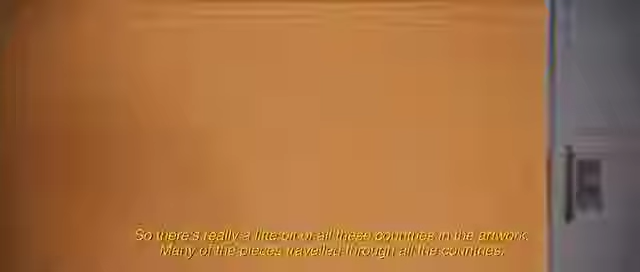 So there's really a little bit of all these countries in the artwork.
Many of the pieces travelled through all the countries.